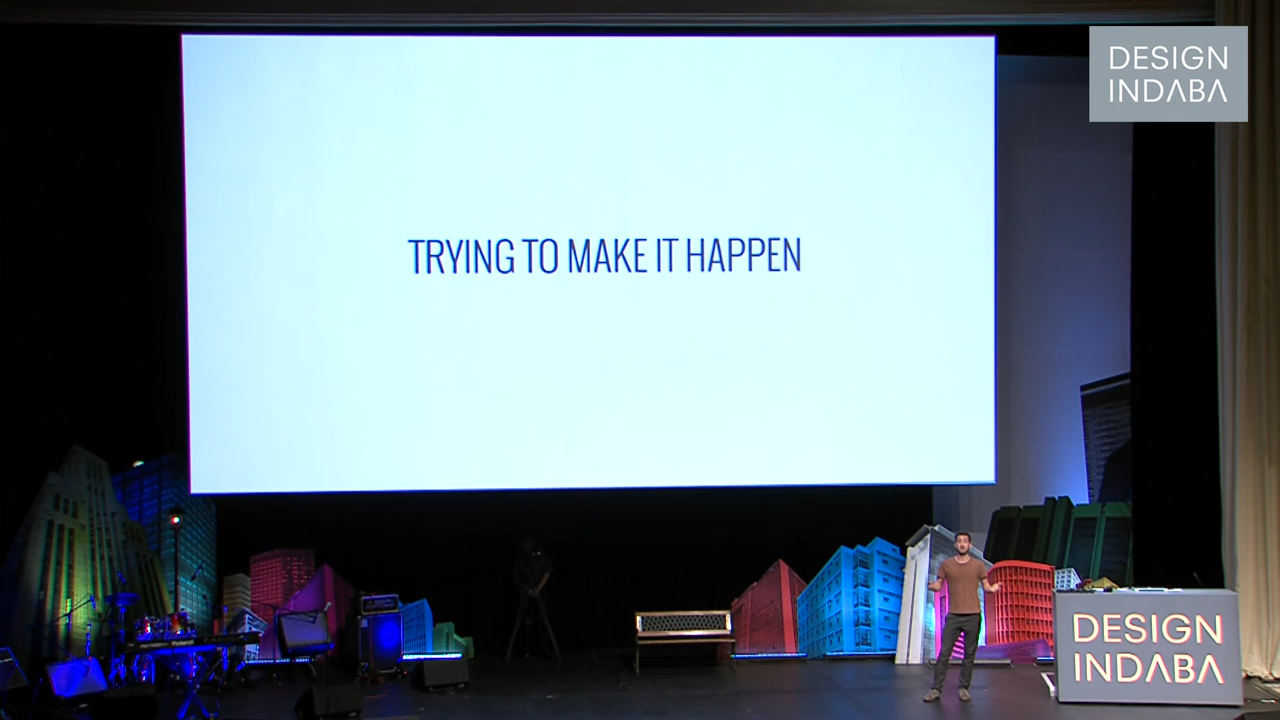 DESIGN
INDABA
TRYING TO MAKE IT HAPPEN
DESIGN
INDABA